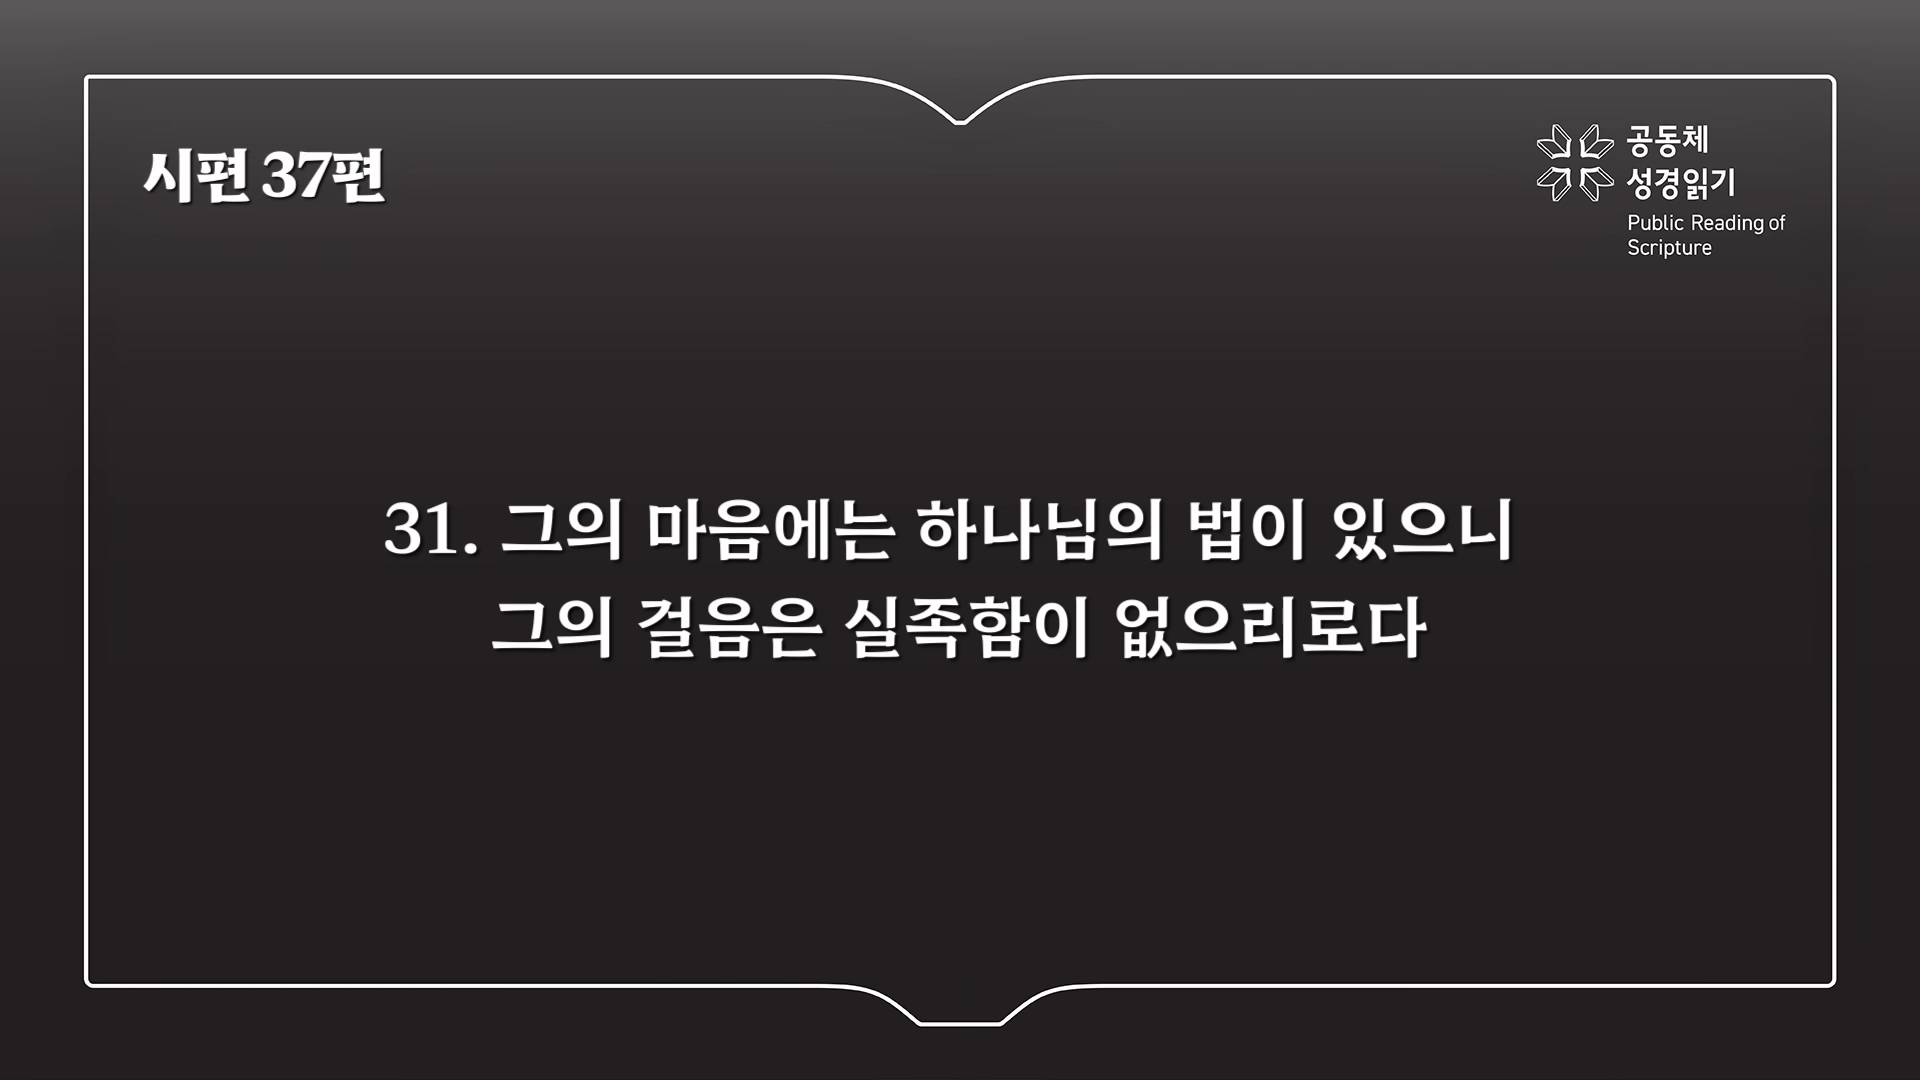 시편 37편
공동체
성경읽기
Public Reading of
Scripture
31. 그의 마음에는 하나님의 법이 있으니
그의 걸음은 실족함이 없으리로다